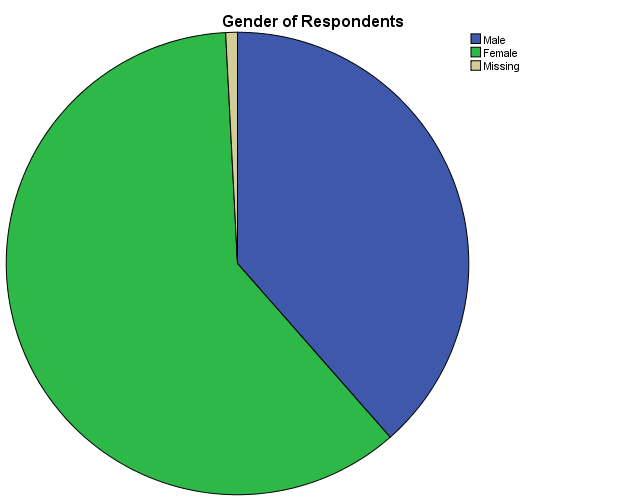 Gender of Respondents
Male
Female
Missing